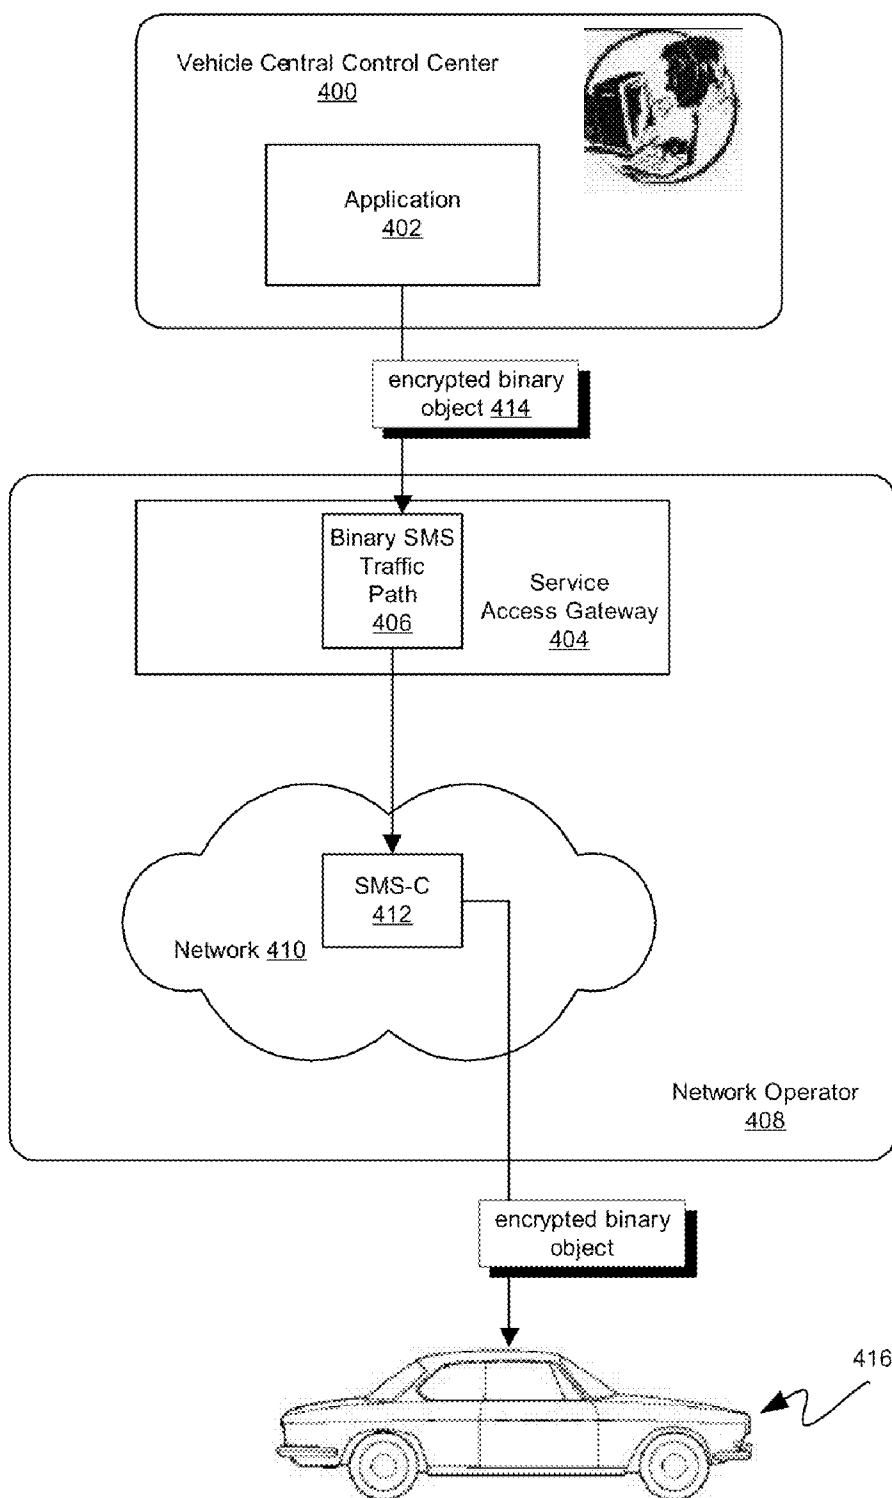 Vehicle Central Control Center
400
Application
402
encrypted binary
object 414
Binary SMS
Traffic
Path
406
Service
Access Gateway
404
SMS-C
412
Network 410
Network Operator
408
encrypted binary
object
416